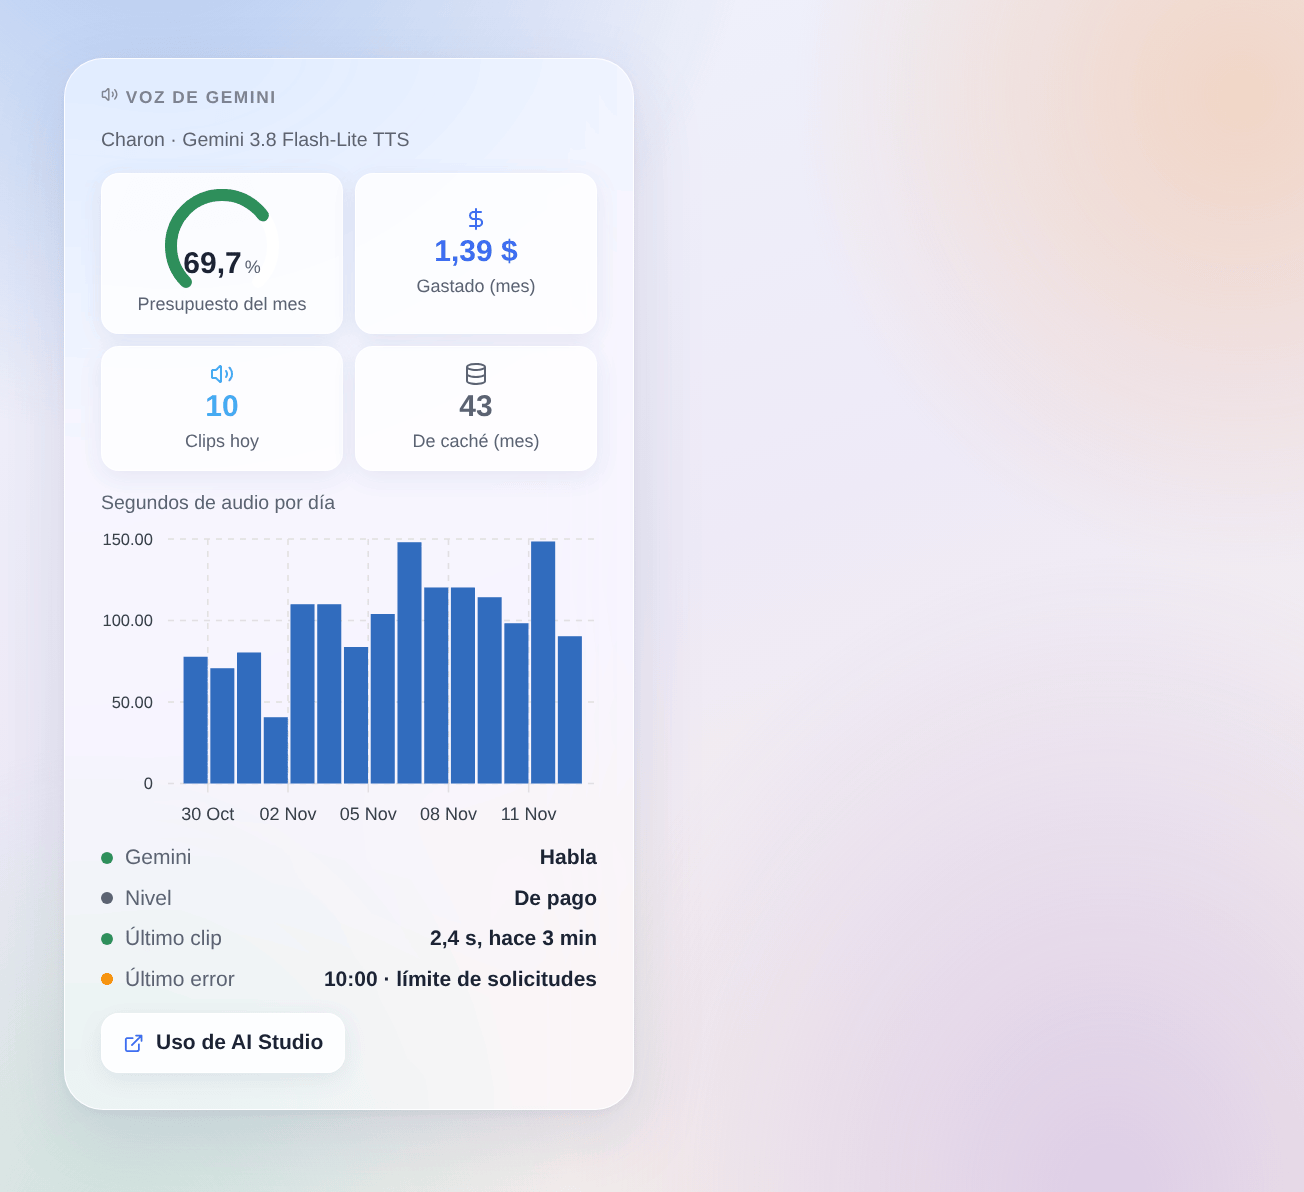 VOZ DE GEMINI
Charon · Gemini 3.8 Flash-Lite TTS
69,7 %
Presupuesto del mes
1,39 $
Gastado (mes)
10
Clips hoy
43
De caché (mes)
Segundos de audio por día
150.00
100.00
50.00
0
30 Oct 02 Nov 05 Nov 08 Nov 11 Nov
Gemini Habla
Nivel De pago
Último clip 2,4 s, hace 3 min
Último error 10:00 · límite de solicitudes
Uso de AI Studio